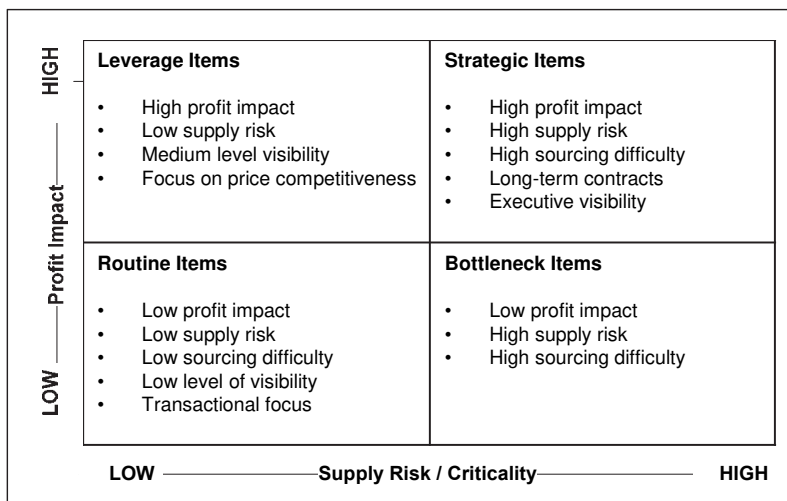 HIGH
Profit Impact
LOW
Leverage Items
• High profit impact
• Low supply risk
• Medium level visibility
• Focus on price competitiveness
Strategic Items
• High profit impact
• High supply risk
• High sourcing difficulty
• Long-term contracts
• Executive visibility
Routine Items
• Low profit impact
• Low supply risk
• Low sourcing difficulty
• Low level of visibility
• Transactional focus
Bottleneck Items
• Low profit impact
• High supply risk
• High sourcing difficulty
LOW Supply Risk / Criticality HIGH